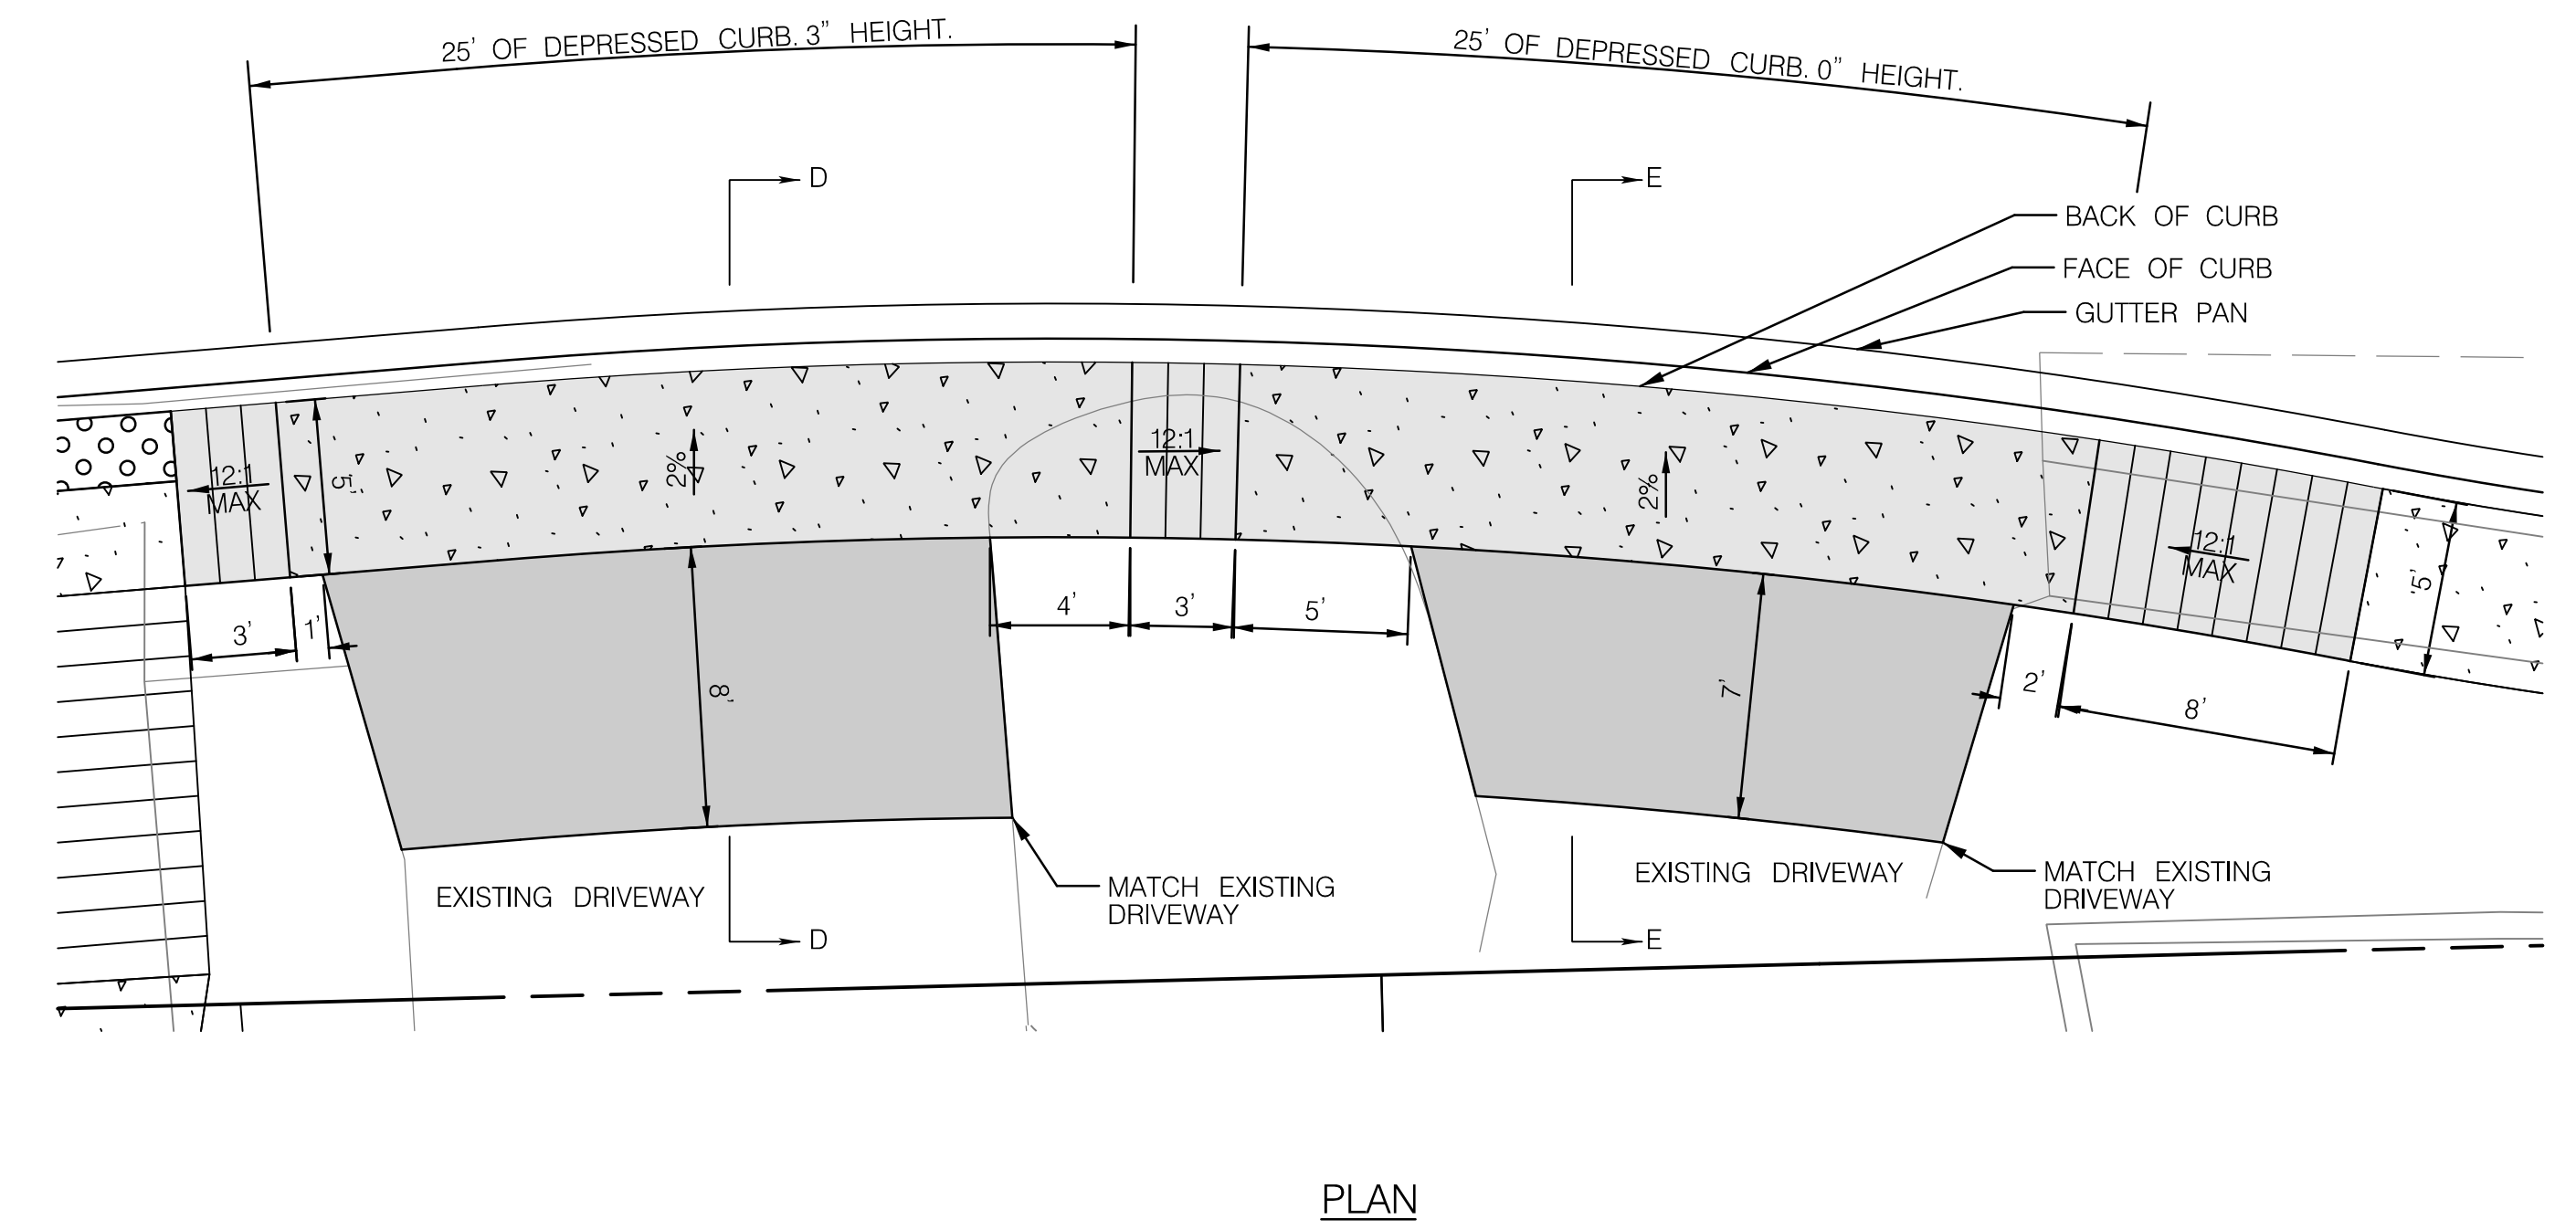 25' OF DEPRESSED CURB. 3" HEIGHT.
25' OF DEPRESSED CURB. 0" HEIGHT.
D
E
BACK OF CURB
FACE OF CURB
GUTTER PAN
12:1
MAX
5'
2%
12:1
MAX
2%
12:1
MAX
5'
3'
1'
4'
3'
5'
8'
7'
2'
8'
EXISTING DRIVEWAY
MATCH EXISTING
DRIVEWAY
EXISTING DRIVEWAY
MATCH EXISTING
DRIVEWAY
D
E
PLAN